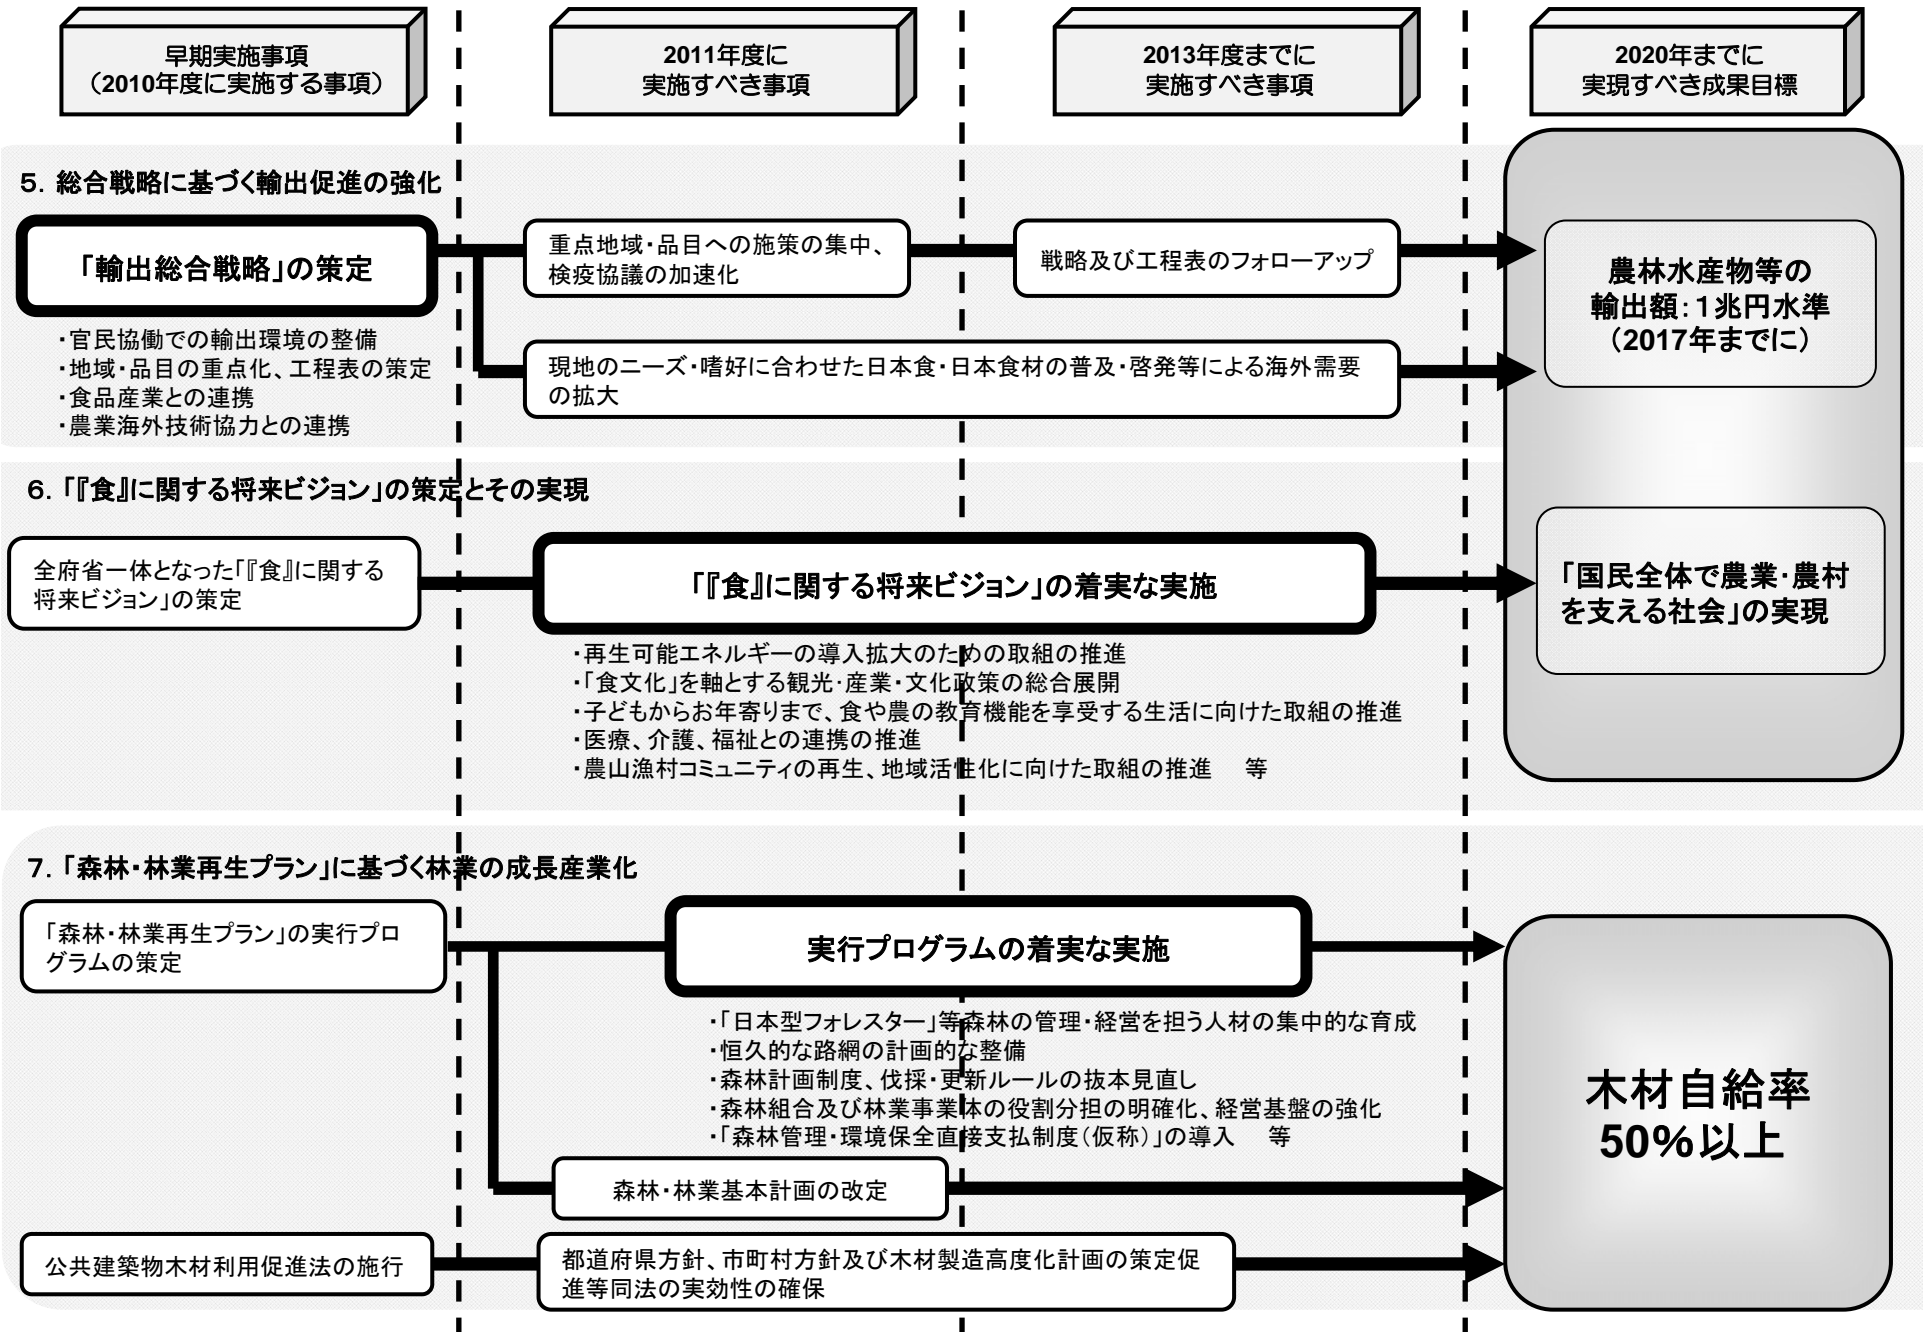 早期実施事項
（2010年度に実施する事項）
2011年度に
実施すべき事項
2013年度までに
実施すべき事項
2020年までに
実現すべき成果目標
５．総合戦略に基づく輸出促進の強化
「輸出総合戦略」の策定
・官民協働での輸出環境の整備
・地域・品目の重点化、工程表の策定
・食品産業との連携
・農業海外技術協力との連携
重点地域・品目への施策の集中、
検疫協議の加速化
戦略及び工程表のフォローアップ
現地のニーズ・嗜好に合わせた日本食・日本食材の普及・啓発等による海外需要
の拡大
農林水産物等の
輸出額：１兆円水準
（2017年までに）
６．「『食』に関する将来ビジョン」の策定とその実現
全府省一体となった「『食』に関する
将来ビジョン」の策定
「『食』に関する将来ビジョン」の着実な実施
・再生可能エネルギーの導入拡大のための取組の推進
・「食文化」を軸とする観光・産業・文化政策の総合展開
・子どもからお年寄りまで、食や農の教育機能を享受する生活に向けた取組の推進
・医療、介護、福祉との連携の推進
・農山漁村コミュニティの再生、地域活性化に向けた取組の推進　等
「国民全体で農業・農村
を支える社会」の実現
７．「森林・林業再生プラン」に基づく林業の成長産業化
「森林・林業再生プラン」の実行プロ
グラムの策定
実行プログラムの着実な実施
・「日本型フォレスター」等森林の管理・経営を担う人材の集中的な育成
・恒久的な路網の計画的な整備
・森林計画制度、伐採・更新ルールの抜本見直し
・森林組合及び林業事業体の役割分担の明確化、経営基盤の強化
・「森林管理・環境保全直接支払制度（仮称）」の導入　等
森林・林業基本計画の改定
公共建築物木材利用促進法の施行
都道府県方針、市町村方針及び木材製造高度化計画の策定促
進等同法の実効性の確保
木材自給率
50％以上